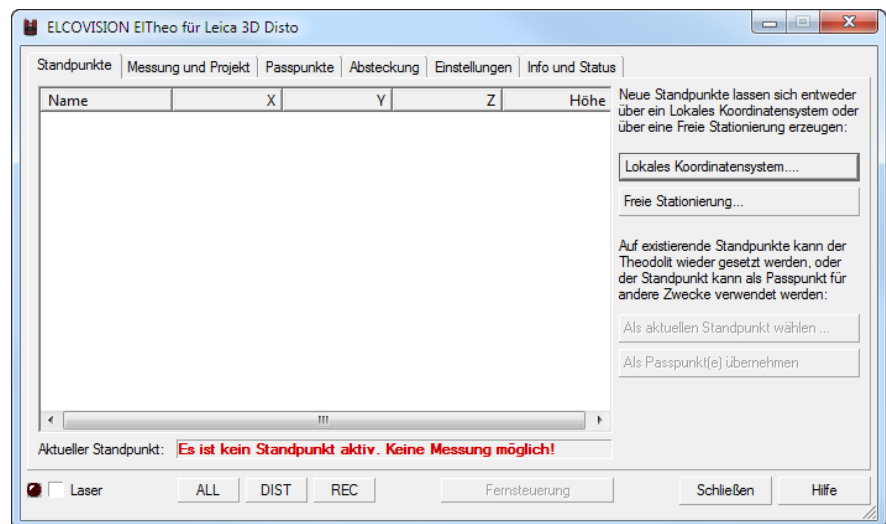 ELCOVISION ElTheo für Leica 3D Disto
Standpunkte Messung und Projekt Passpunkte Absteckung Einstellungen Info und Status
Name X Y Z Höhe
Neue Standpunkte lassen sich entweder
über ein Lokales Koordinatensystem oder
über eine Freie Stationierung erzeugen:
Lokales Koordinatensystem....
Freie Stationierung...
Auf existierende Standpunkte kann der
Theodolit wieder gesetzt werden, oder
der Standpunkt kann als Passpunkt für
andere Zwecke verwendet werden:
Als aktuellen Standpunkt wählen ...
Als Passpunkt(e) übernehmen
Aktueller Standpunkt: Es ist kein Standpunkt aktiv. Keine Messung möglich!
Laser ALL DIST REC Fernsteuerung Schließen Hilfe